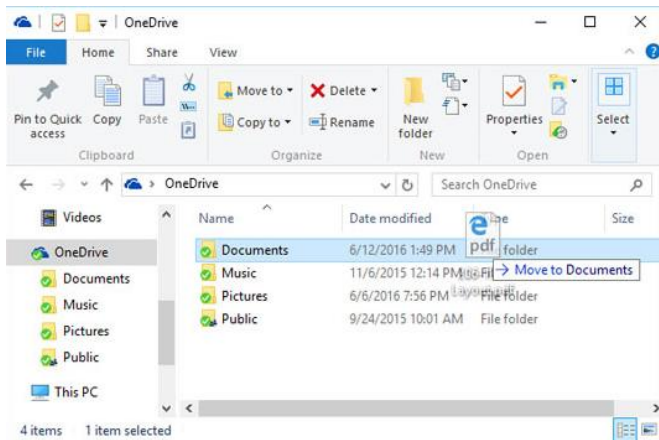 OneDrive
File Home Share View
Pin to Quick access Copy Paste
Move to Copy to
Delete Rename
New folder
Properties
Select
Clipboard Organize New Open
OneDrive Search OneDrive
Videos
OneDrive
Documents
Music
Pictures
Public
This PC
Name Date modified Size
Documents 6/12/2016 1:49 PM folder
Music 11/6/2015 12:14 PM
Pictures 6/6/2016 7:56 PM File folder
Public 9/24/2015 10:01 AM File folder
pdf
Move to Documents
4 items 1 item selected